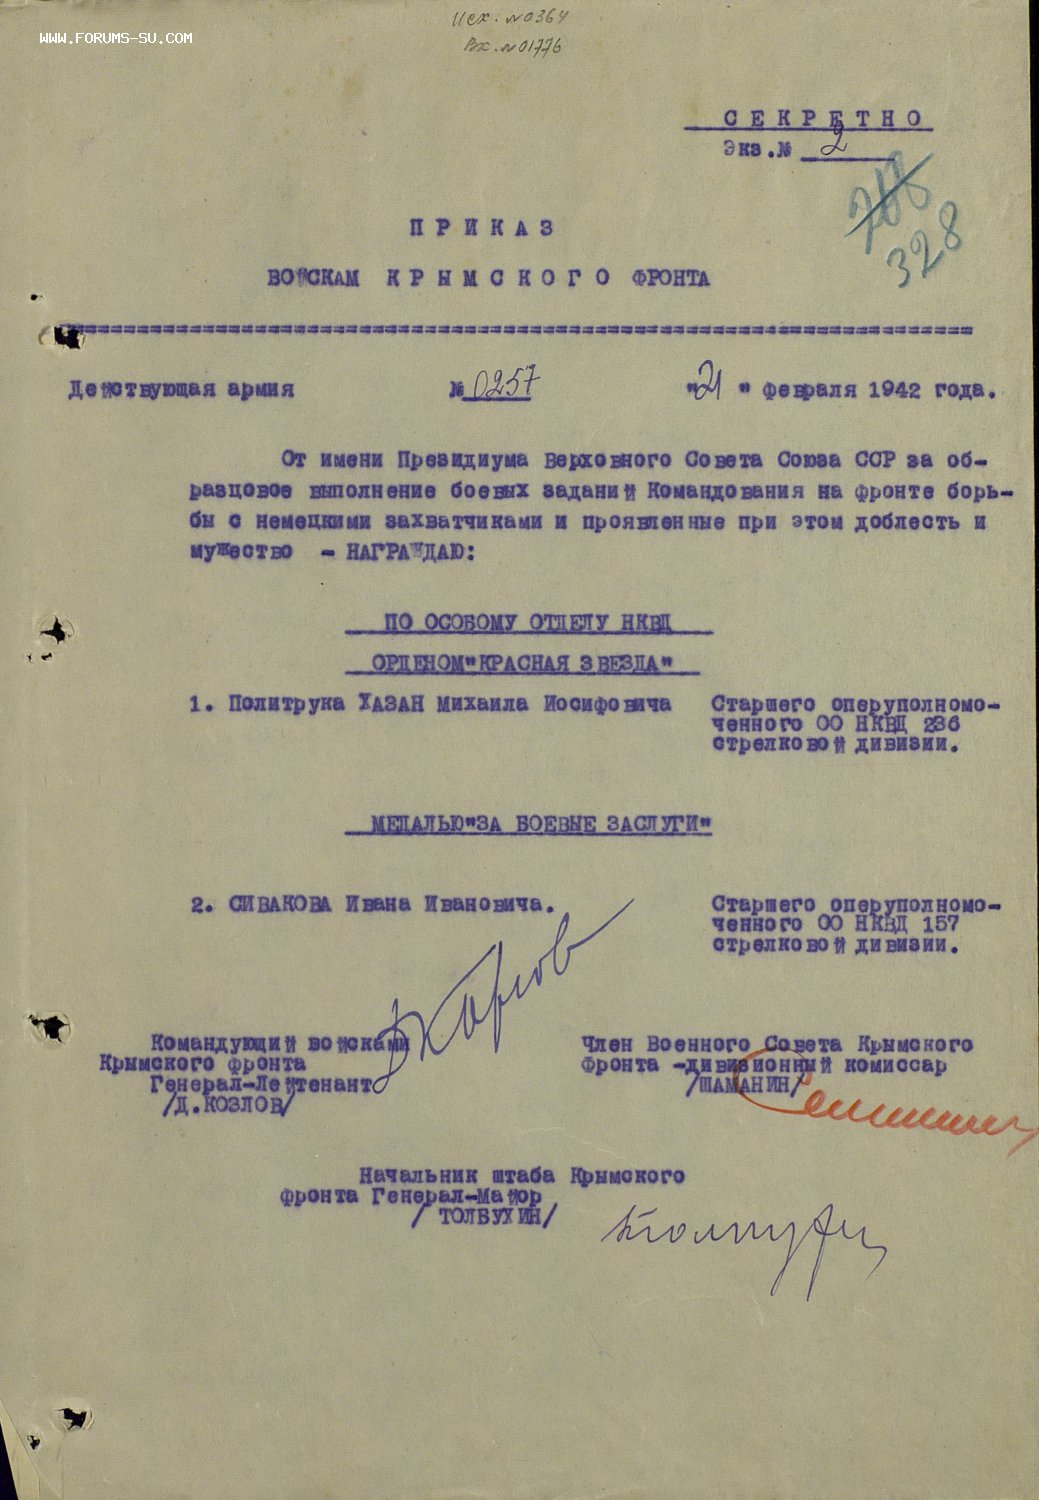 Исх. №0364
WWW.FORUMS-SU.COM
Вх. №01776
СЕКРЕТНО
Экз.№ 2
328
ПРИКАЗ
ВОЙСКАМ КРЫМСКОГО ФРОНТА
Действующая армия № 0257 "21" февраля 1942 года.
От имени Президиума Верховного Совета Союза ССР за об-
разцовое выполнение боевых заданий Командования на фронте борь-
бы с немецкими захватчиками и проявленные при этом доблесть и
мужество - НАГРАЖДАЮ:
ПО ОСОБОМУ ОТДЕЛУ НКВД
ОРДЕНОМ"КРАСНАЯ ЗВЕЗДА"
1. Политрука ХАЗАН Михаила Иосифовича Старшего оперуполномо-
ченного ОО НКВД 236
стрелковой дивизии.
МЕДАЛЬЮ"ЗА БОЕВЫЕ ЗАСЛУГИ"
2. СИВАКОВА Ивана Ивановича. Старшего оперуполномо-
ченного ОО НКВД 157
стрелковой дивизии.
Командующий войсками
Крымского фронта
Генерал-Лейтенант
/Д.КОЗЛОВ/
Член Военного Совета Крымского
Фронта -дивизионный комиссар
/ШАМАНИН/
Начальник штаба Крымского
фронта Генерал-Майор
/ТОЛБУХИН/